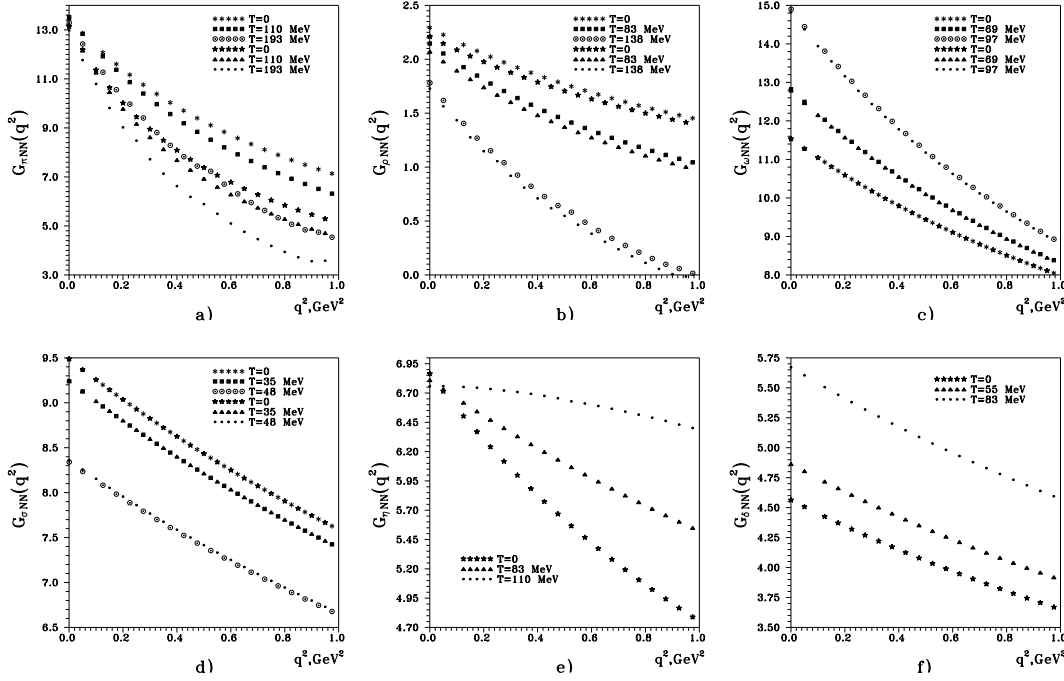 G_πNN(q²)
13.0
11.0
9.0
7.0
5.0
3.0
***** T=0
■■■■■ T=110 MeV
⊙⊙⊙⊙⊙ T=193 MeV
★★★★★ T=0
▲▲▲▲▲ T=110 MeV
• • • • • T=193 MeV
0.0 0.2 0.4 0.6 0.8 1.0
q²,GeV²
a)
G_ρNN(q²)
2.5
2.0
1.5
1.0
0.5
0.0
***** T=0
■■■■■ T=83 MeV
⊙⊙⊙⊙⊙ T=138 MeV
★★★★★ T=0
▲▲▲▲▲ T=83 MeV
• • • • • T=138 MeV
0.0 0.2 0.4 0.6 0.8 1.0
q²,GeV²
b)
G_ωNN(q²)
15.0
14.0
13.0
12.0
11.0
10.0
9.0
8.0
***** T=0
■■■■■ T=69 MeV
⊙⊙⊙⊙⊙ T=97 MeV
★★★★★ T=0
▲▲▲▲▲ T=69 MeV
• • • • • T=97 MeV
0.0 0.2 0.4 0.6 0.8 1.0
q²,GeV²
c)
G_σNN(q²)
9.5
9.0
8.5
8.0
7.5
7.0
6.5
***** T=0
■■■■■ T=35 MeV
⊙⊙⊙⊙⊙ T=48 MeV
★★★★★ T=0
▲▲▲▲▲ T=35 MeV
• • • • • T=48 MeV
0.0 0.2 0.4 0.6 0.8 1.0
q²,GeV²
d)
G_ηNN(q²)
6.95
6.70
6.45
6.20
5.95
5.70
5.45
5.20
4.95
4.70
★★★★★ T=0
▲▲▲▲▲ T=83 MeV
• • • • • T=110 MeV
0.0 0.2 0.4 0.6 0.8 1.0
q²,GeV²
e)
G_δNN(q²)
5.75
5.50
5.25
5.00
4.75
4.50
4.25
4.00
3.75
3.50
★★★★★ T=0
▲▲▲▲▲ T=55 MeV
• • • • • T=83 MeV
0.0 0.2 0.4 0.6 0.8 1.0
q²,GeV²
f)